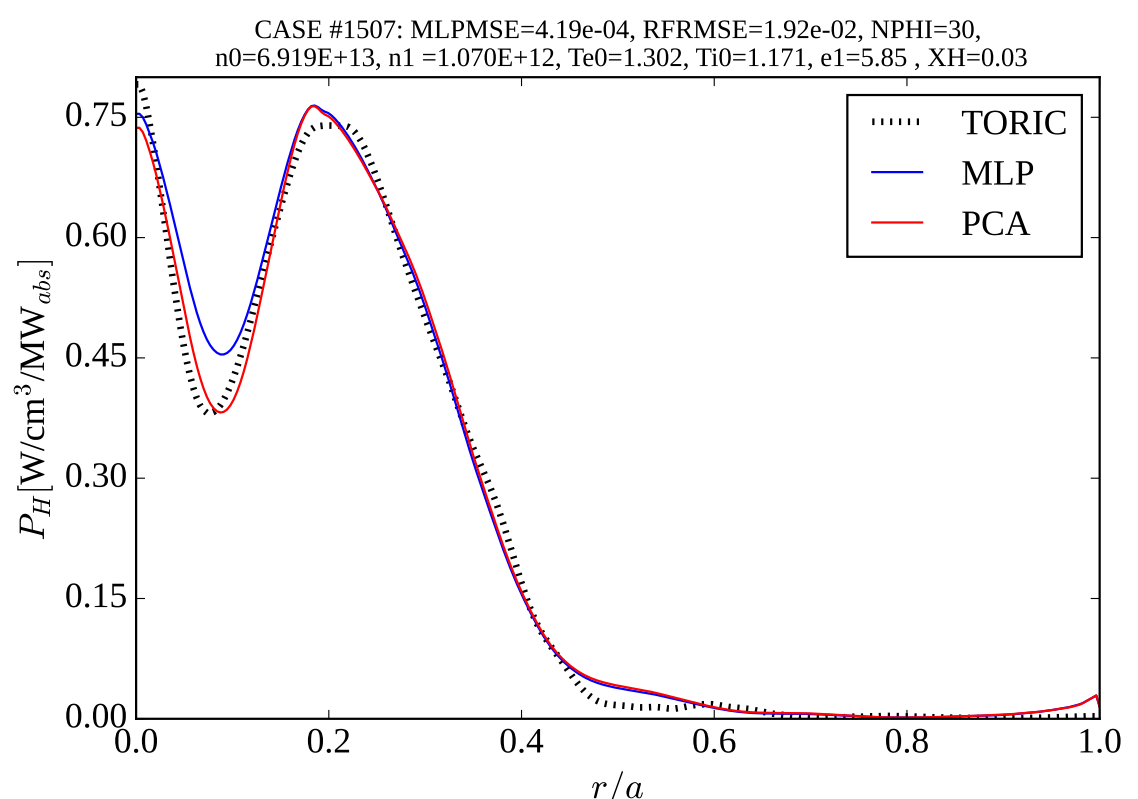 CASE #1507: MLPMSE=4.19e-04, RFRMSE=1.92e-02, NPHI=30,
n0=6.919E+13, n1 =1.070E+12, Te0=1.302, Ti0=1.171, e1=5.85 , XH=0.03
TORIC
MLP
PCA
P_H[W/cm^3/MW_abs]
0.75
0.60
0.45
0.30
0.15
0.00
0.0 0.2 0.4 0.6 0.8 1.0
r/a